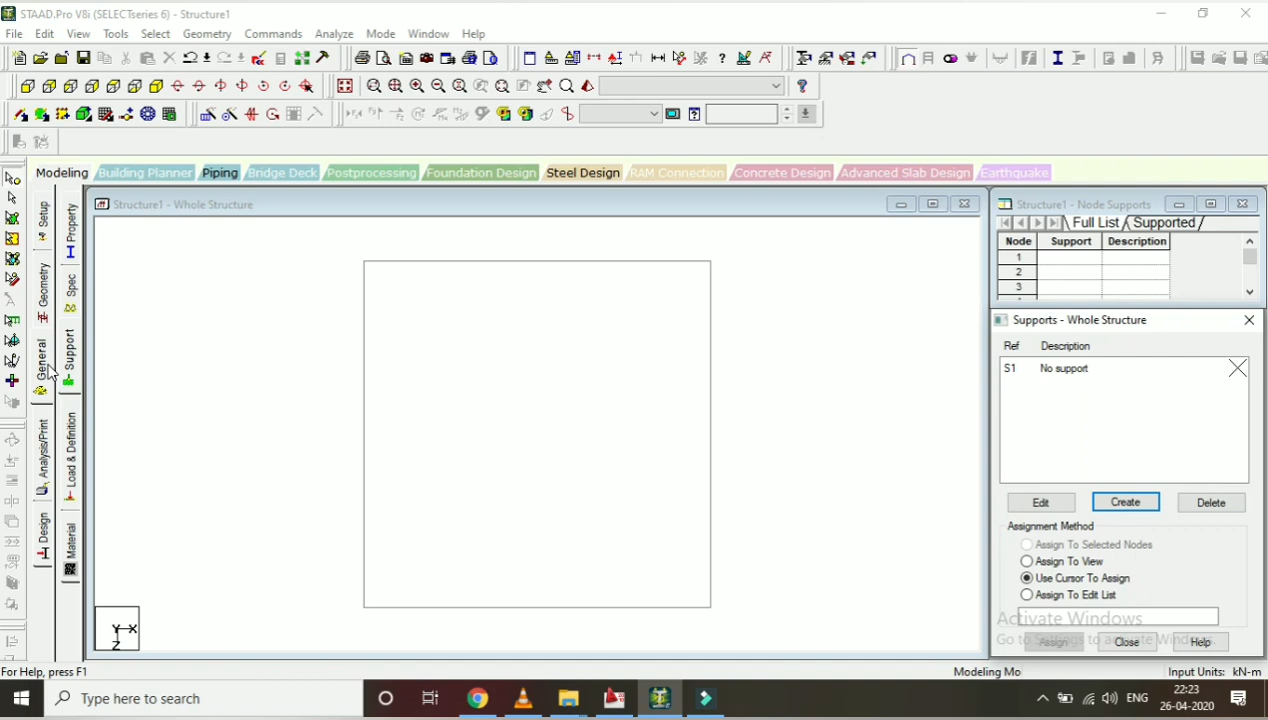 STAAD.Pro V8i (SELECTseries 6) - Structure1
File Edit View Tools Select Geometry Commands Analyze Mode Window Help
Modeling Building Planner Piping Bridge Deck Postprocessing Foundation Design Steel Design RAM Connection Concrete Design Advanced Slab Design Earthquake
Setup
Geometry
General
Analysis/Print
Design
Property
Spec
Support
Load & Definition
Material
Structure1 - Whole Structure
Y X
Z
Structure1 - Node Supports
Full List Supported
Node Support Description
1
2
3
Supports - Whole Structure
Ref Description
S1 No support
Edit Create Delete
Assignment Method
Assign To Selected Nodes
Assign To View
Use Cursor To Assign
Assign To Edit List
Activate Windows
Go to Settings to activate Windows.
Assign Close Help
For Help, press F1
Modeling Mo
Input Units: kN-m
Type here to search
ENG
22:23
26-04-2020